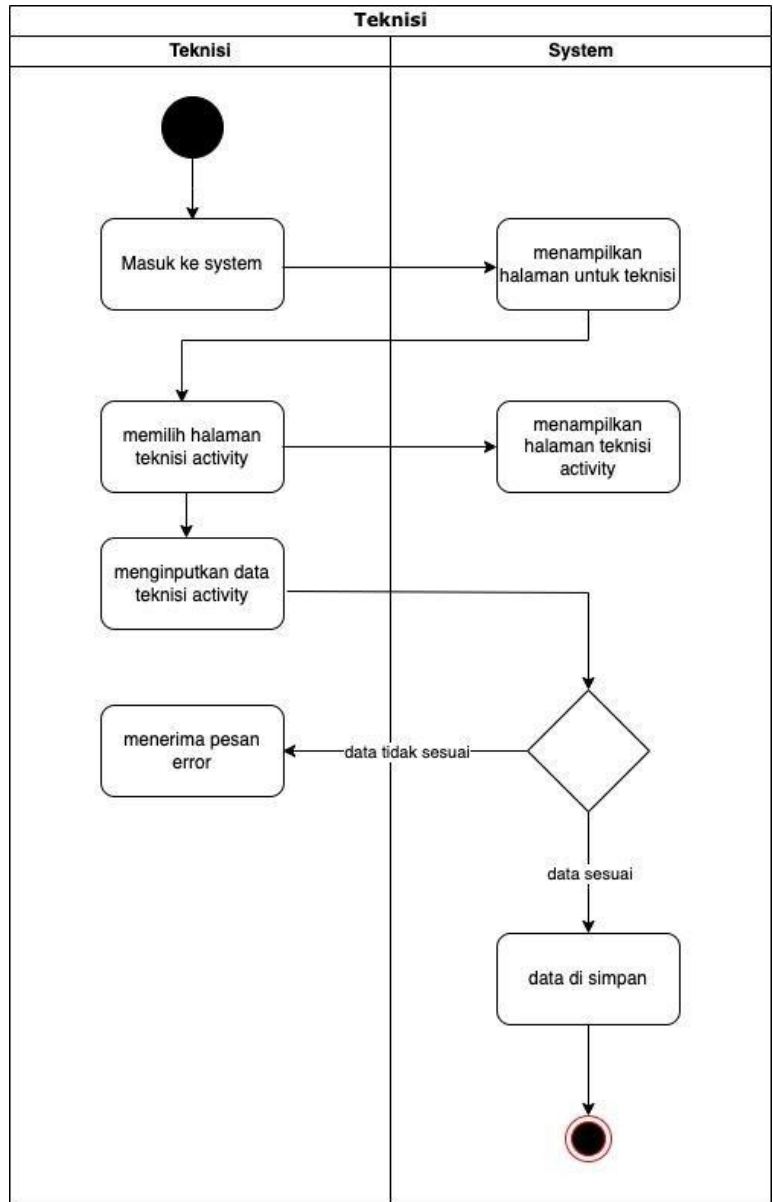 Teknisi
Teknisi
System
Masuk ke system
menampilkan
halaman untuk teknisi
memilih halaman
teknisi activity
menampilkan
halaman teknisi
activity
menginputkan data
teknisi activity
menerima pesan
error
data tidak sesuai
data sesuai
data di simpan